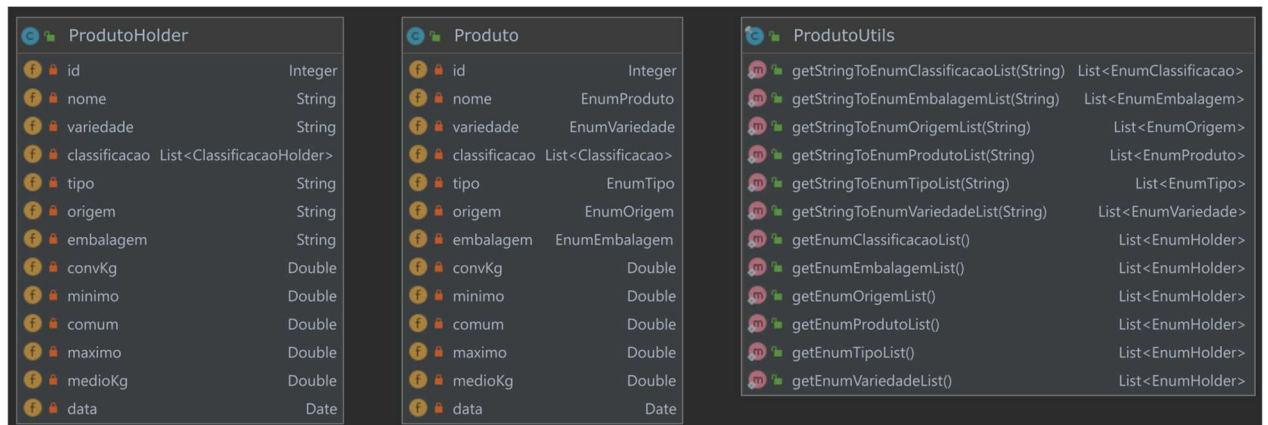 ProdutoHolder
id Integer
nome String
variedade String
classificacao List<ClassificacaoHolder>
tipo String
origem String
embalagem String
convKg Double
minimo Double
comum Double
maximo Double
medioKg Double
data Date
Produto
id Integer
nome EnumProduto
variedade EnumVariedade
classificacao List<Classificacao>
tipo EnumTipo
origem EnumOrigem
embalagem EnumEmbalagem
convKg Double
minimo Double
comum Double
maximo Double
medioKg Double
data Date
ProdutoUtils
getStringToEnumClassificacaoList(String) List<EnumClassificacao>
getStringToEnumEmbalagemList(String) List<EnumEmbalagem>
getStringToEnumOrigemList(String) List<EnumOrigem>
getStringToEnumProdutoList(String) List<EnumProduto>
getStringToEnumTipoList(String) List<EnumTipo>
getStringToEnumVariedadeList(String) List<EnumVariedade>
getEnumClassificacaoList() List<EnumHolder>
getEnumEmbalagemList() List<EnumHolder>
getEnumOrigemList() List<EnumHolder>
getEnumProdutoList() List<EnumHolder>
getEnumTipoList() List<EnumHolder>
getEnumVariedadeList() List<EnumHolder>